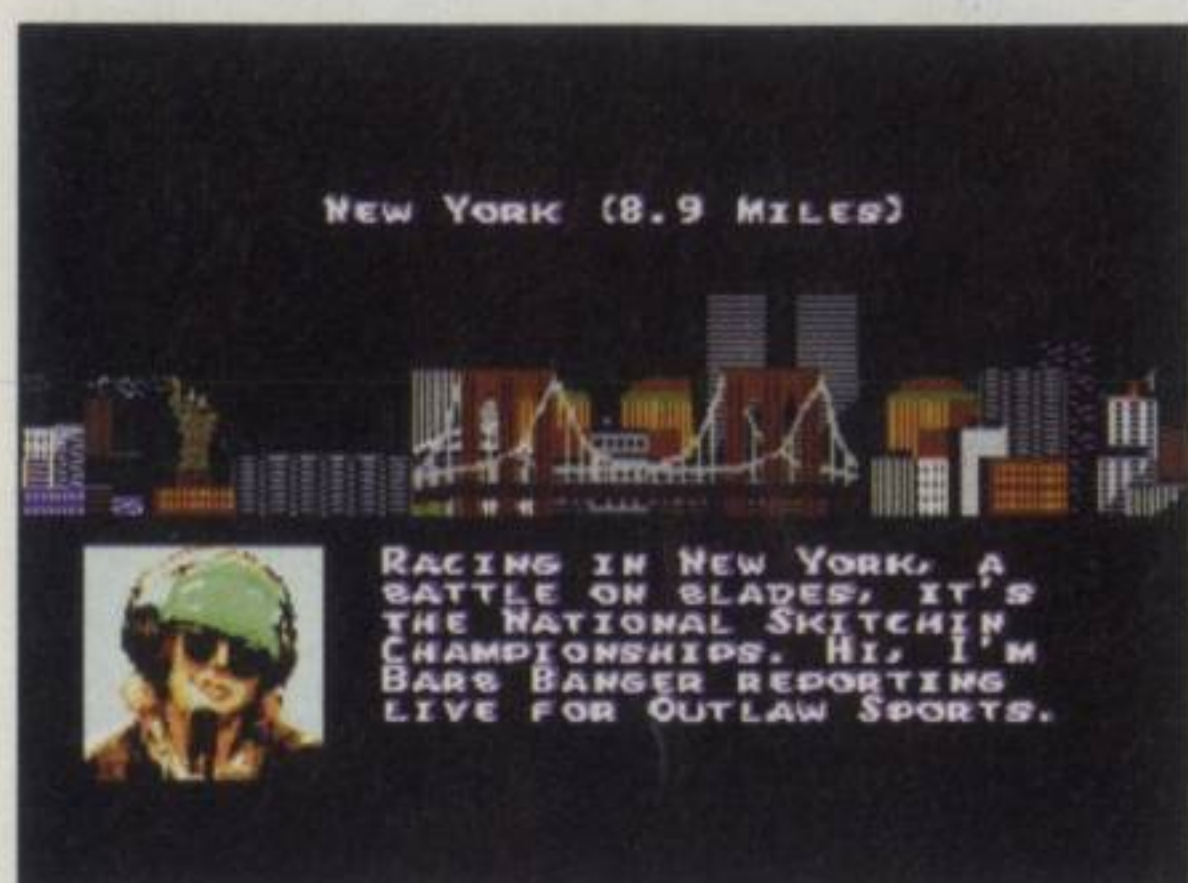 New York (8.9 Miles)
Racing in New York, a
battle on blades, it's
the National Skitchin
Championships. Hi, I'm
Barb Banger reporting
live for Outlaw Sports.